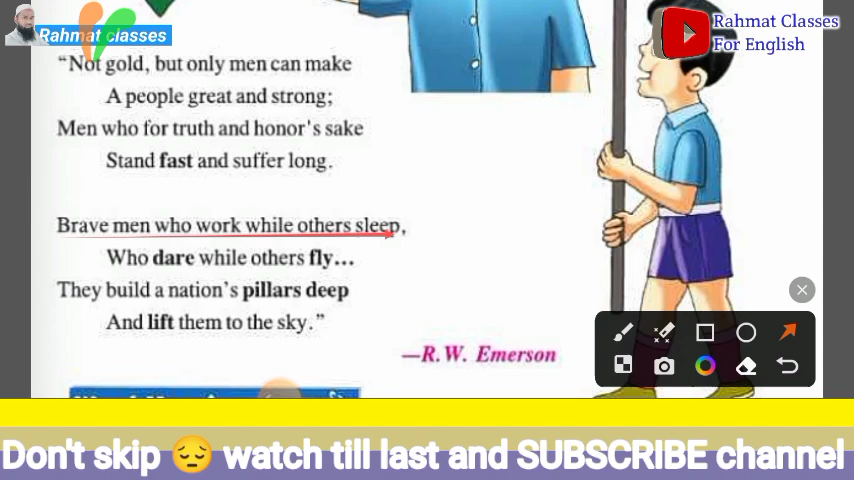 Rahmat classes
Rahmat Classes
For English
“Not gold, but only men can make
A people great and strong;
Men who for truth and honor's sake
Stand fast and suffer long.
Brave men who work while others sleep,
Who dare while others fly...
They build a nation's pillars deep
And lift them to the sky.”
—R.W. Emerson
Don't skip 😔 watch till last and SUBSCRIBE channel